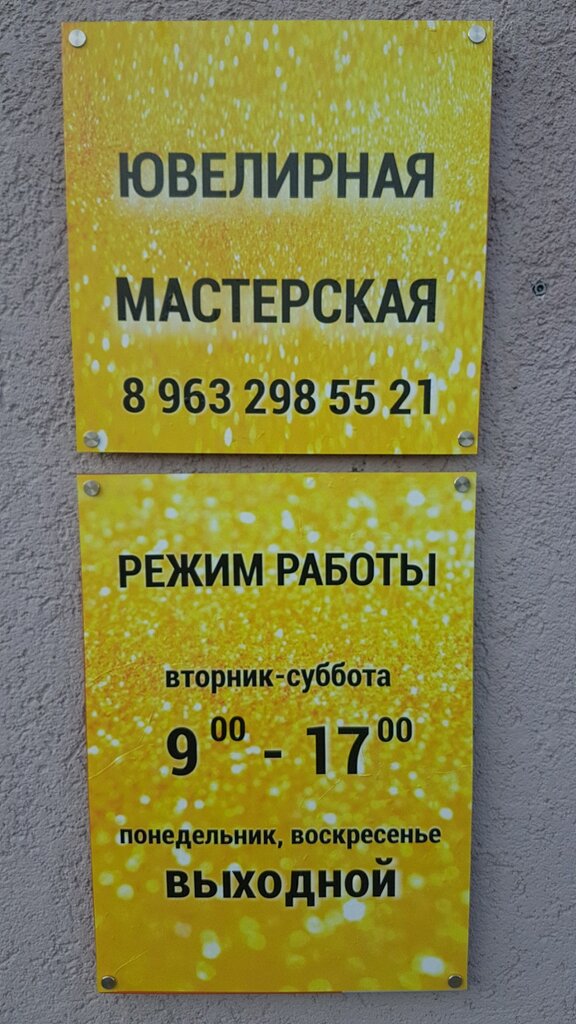 ЮВЕЛИРНАЯ
МАСТЕРСКАЯ
8 963 298 55 21
РЕЖИМ РАБОТЫ
вторник-суббота
9 00 - 17 00
понедельник, воскресенье
выходной